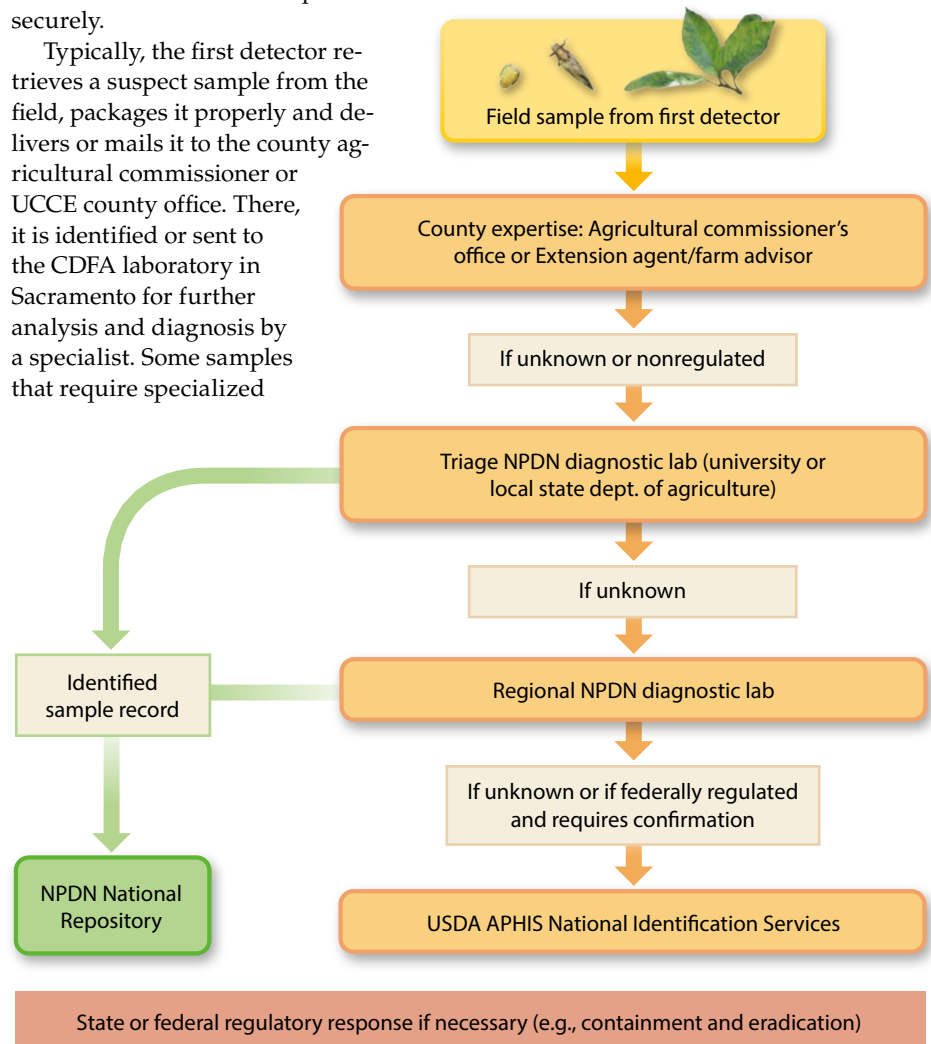 securely.
Typically, the first detector re-
trieves a suspect sample from the
field, packages it properly and de-
livers or mails it to the county ag-
ricultural commissioner or
UCCE county office. There,
it is identified or sent to
the CDFA laboratory in
Sacramento for further
analysis and diagnosis by
a specialist. Some samples
that require specialized
Field sample from first detector
County expertise: Agricultural commissioner’s
office or Extension agent/farm advisor
If unknown or nonregulated
Triage NPDN diagnostic lab (university or
local state dept. of agriculture)
If unknown
Identified
sample record
Regional NPDN diagnostic lab
If unknown or if federally regulated
and requires confirmation
NPDN National
Repository
USDA APHIS National Identification Services
State or federal regulatory response if necessary (e.g., containment and eradication)